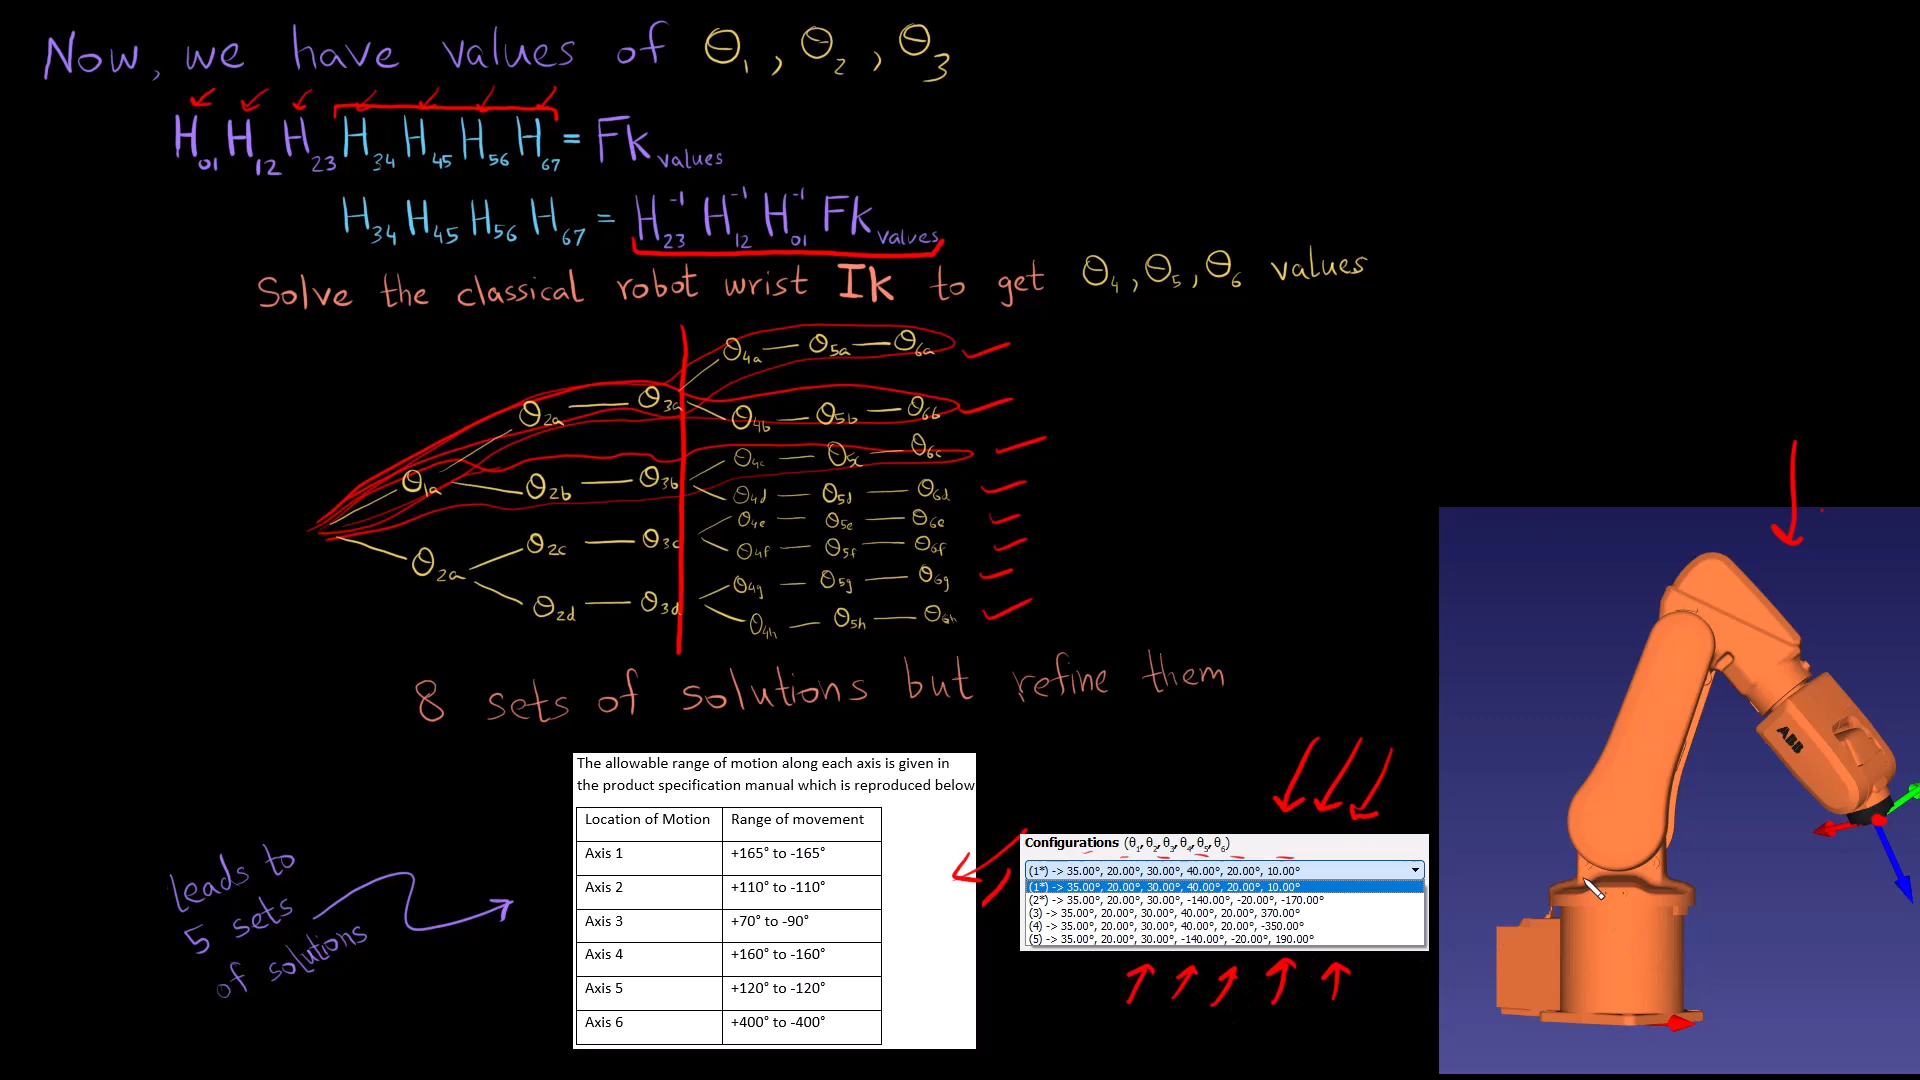 Now, we have values of Θ1, Θ2, Θ3
H01 H12 H23 H34 H45 H56 H67 = Fk values
H34 H45 H56 H67 = H23^-1 H12^-1 H01^-1 Fk values
Solve the classical robot wrist Ik to get Θ4, Θ5, Θ6 values
Θ4a — Θ5a — Θ6a
Θ2a — Θ3a
Θ4b — Θ5b — Θ6b
Θ4c — Θ5c — Θ6c
Θ1a
Θ2b — Θ3b
Θ4d — Θ5d — Θ6d
Θ4e — Θ5e — Θ6e
Θ2c — Θ3c
Θ4f — Θ5f — Θ6f
Θ2a
Θ4g — Θ5g — Θ6g
Θ2d — Θ3d
Θ4h — Θ5h — Θ6h
8 sets of solutions but refine them
leads to
5 sets
of solutions
The allowable range of motion along each axis is given in
the product specification manual which is reproduced below
Location of Motion Range of movement
Axis 1 +165° to -165°
Axis 2 +110° to -110°
Axis 3 +70° to -90°
Axis 4 +160° to -160°
Axis 5 +120° to -120°
Axis 6 +400° to -400°
Configurations (θ1,θ2,θ3,θ4,θ5,θ6)
(1*) -> 35.00°, 20.00°, 30.00°, 40.00°, 20.00°, 10.00°
(1*) -> 35.00°, 20.00°, 30.00°, 40.00°, 20.00°, 10.00°
(2*) -> 35.00°, 20.00°, 30.00°, -140.00°, -20.00°, -170.00°
(3) -> 35.00°, 20.00°, 30.00°, 40.00°, 20.00°, 370.00°
(4) -> 35.00°, 20.00°, 30.00°, 40.00°, 20.00°, -350.00°
(5) -> 35.00°, 20.00°, 30.00°, -140.00°, -20.00°, 190.00°
ABB